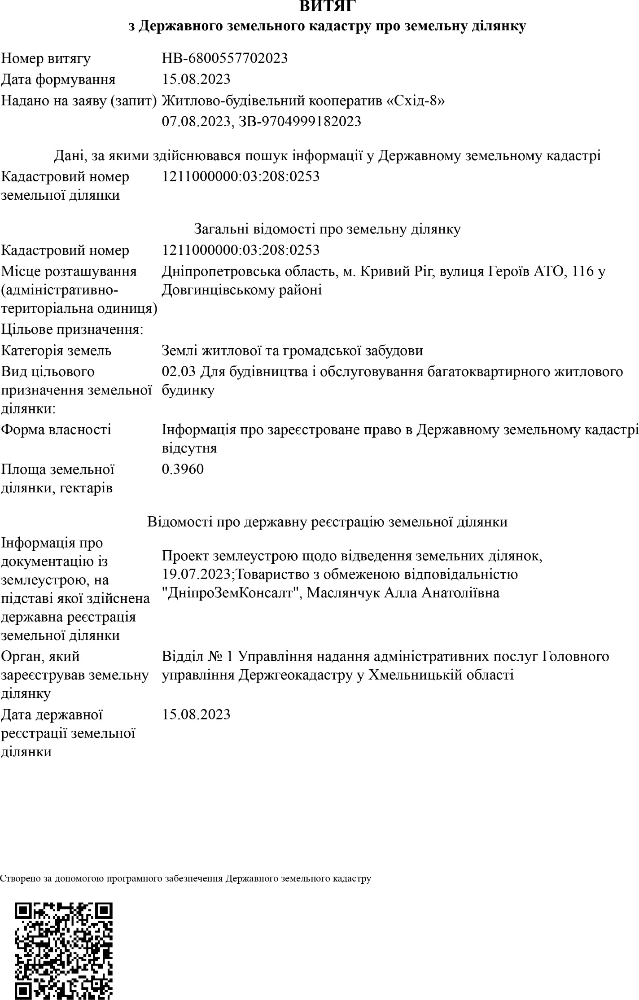 ВИТЯГ
з Державного земельного кадастру про земельну ділянку
Номер витягу НВ-6800557702023
Дата формування 15.08.2023
Надано на заяву (запит) Житлово-будівельний кооператив «Схід-8»
07.08.2023, ЗВ-9704999182023
Дані, за якими здійснювався пошук інформації у Державному земельному кадастрі
Кадастровий номер 1211000000:03:208:0253
земельної ділянки
Загальні відомості про земельну ділянку
Кадастровий номер 1211000000:03:208:0253
Місце розташування Дніпропетровська область, м. Кривий Ріг, вулиця Героїв АТО, 116 у
(адміністративно- Довгинцівському районі
територіальна одиниця)
Цільове призначення:
Категорія земель Землі житлової та громадської забудови
Вид цільового 02.03 Для будівництва і обслуговування багатоквартирного житлового
призначення земельної будинку
ділянки:
Форма власності Інформація про зареєстроване право в Державному земельному кадастрі
відсутня
Площа земельної 0.3960
ділянки, гектарів
Відомості про державну реєстрацію земельної ділянки
Інформація про
документацію із
землеустрою, на
підставі якої здійснена
державна реєстрація
земельної ділянки
Проект землеустрою щодо відведення земельних ділянок,
19.07.2023;Товариство з обмеженою відповідальністю
"ДніпроЗемКонсалт", Маслянчук Алла Анатоліївна
Орган, який Відділ № 1 Управління надання адміністративних послуг Головного
зареєстрував земельну управління Держгеокадастру у Хмельницькій області
ділянку
Дата державної 15.08.2023
реєстрації земельної
ділянки
Створено за допомогою програмного забезпечення Державного земельного кадастру